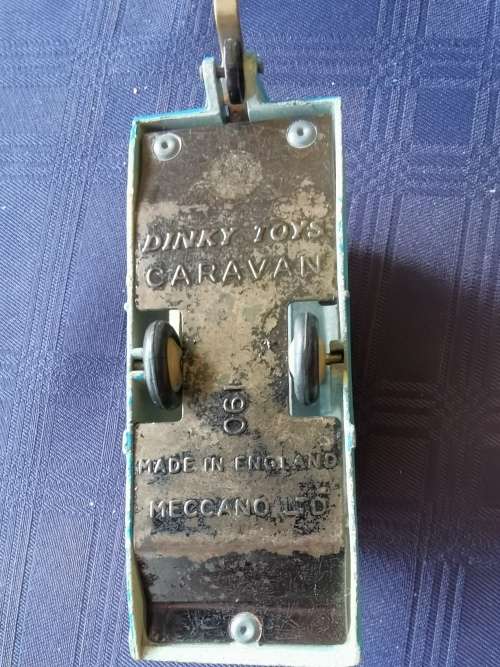 DINKY TOYS
CARAVAN
190
MADE IN ENGLAND
MECCANO LTD